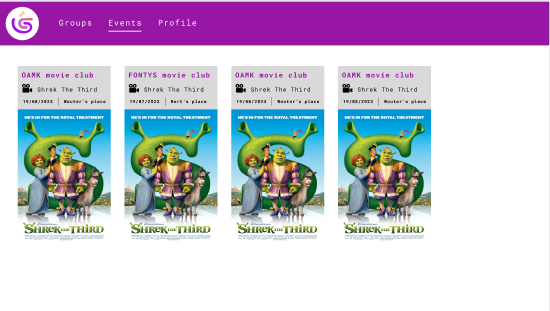 Groups Events Profile
OAMK movie club
Shrek The Third
19/06/2023 Wouter's place
HE'S IN FOR THE ROYAL TREATMENT
SHREK THE THIRD
FONTYS movie club
Shrek The Third
19/07/2023 Bert's place
HE'S IN FOR THE ROYAL TREATMENT
SHREK THE THIRD
OAMK movie club
Shrek The Third
19/06/2023 Wouter's place
HE'S IN FOR THE ROYAL TREATMENT
SHREK THE THIRD
OAMK movie club
Shrek The Third
19/08/2023 Wouter's place
HE'S IN FOR THE ROYAL TREATMENT
SHREK THE THIRD